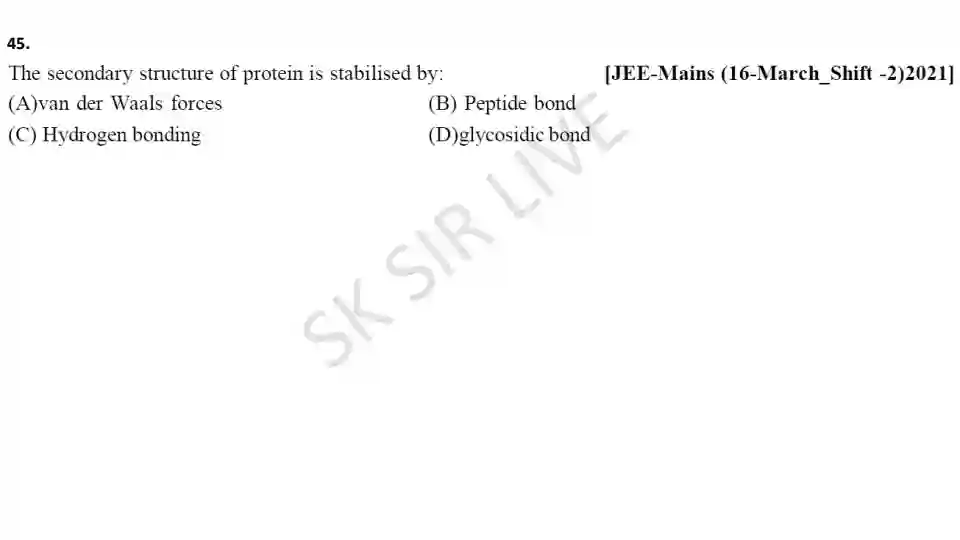 45.
The secondary structure of protein is stabilised by: [JEE-Mains (16-March_Shift -2)2021]
(A)van der Waals forces (B) Peptide bond
(C) Hydrogen bonding (D)glycosidic bond
SK SIR LIVE